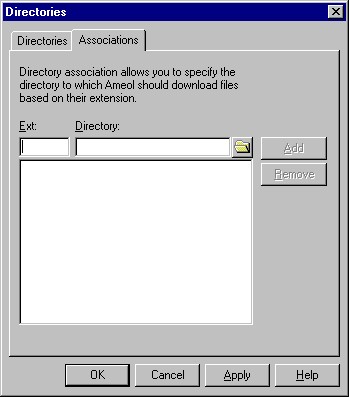 Directories
Directories Associations
Directory association allows you to specify the
directory to which Ameol should download files
based on their extension.
Ext: Directory:
Add
Remove
OK Cancel Apply Help